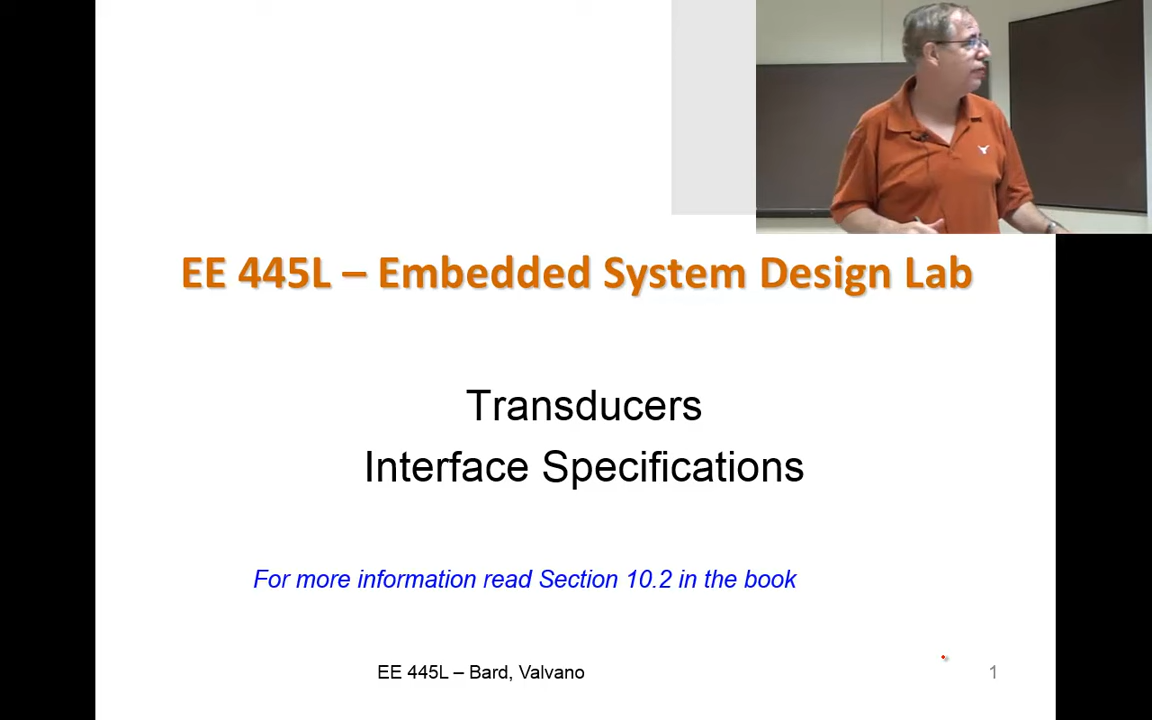 EE 445L – Embedded System Design Lab
Transducers
Interface Specifications
For more information read Section 10.2 in the book
EE 445L – Bard, Valvano
1